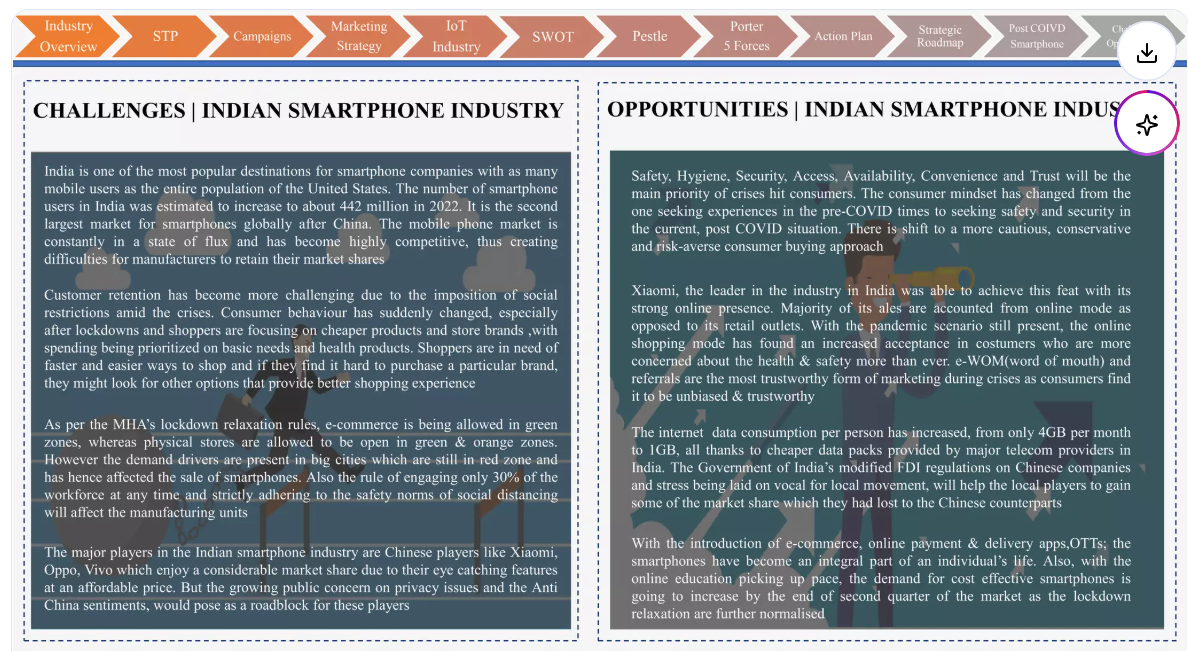 Industry
Overview
STP
Campaigns
Marketing
Strategy
IoT
Industry
SWOT
Pestle
Porter
5 Forces
Action Plan
Strategic
Roadmap
Post COIVD
Smartphone
CHALLENGES | INDIAN SMARTPHONE INDUSTRY
India is one of the most popular destinations for smartphone companies with as many
mobile users as the entire population of the United States. The number of smartphone
users in India was estimated to increase to about 442 million in 2022. It is the second
largest market for smartphones globally after China. The mobile phone market is
constantly in a state of flux and has become highly competitive, thus creating
difficulties for manufacturers to retain their market shares
Customer retention has become more challenging due to the imposition of social
restrictions amid the crises. Consumer behaviour has suddenly changed, especially
after lockdowns and shoppers are focusing on cheaper products and store brands ,with
spending being prioritized on basic needs and health products. Shoppers are in need of
faster and easier ways to shop and if they find it hard to purchase a particular brand,
they might look for other options that provide better shopping experience
As per the MHA's lockdown relaxation rules, e-commerce is being allowed in green
zones, whereas physical stores are allowed to be open in green & orange zones.
However the demand drivers are present in big cities which are still in red zone and
has hence affected the sale of smartphones. Also the rule of engaging only 30% of the
workforce at any time and strictly adhering to the safety norms of social distancing
will affect the manufacturing units
The major players in the Indian smartphone industry are Chinese players like Xiaomi,
Oppo, Vivo which enjoy a considerable market share due to their eye catching features
at an affordable price. But the growing public concern on privacy issues and the Anti
China sentiments, would pose as a roadblock for these players
OPPORTUNITIES | INDIAN SMARTPHONE INDUS
Safety, Hygiene, Security, Access, Availability, Convenience and Trust will be the
main priority of crises hit consumers. The consumer mindset has changed from the
one seeking experiences in the pre-COVID times to seeking safety and security in
the current, post COVID situation. There is shift to a more cautious, conservative
and risk-averse consumer buying approach
Xiaomi, the leader in the industry in India was able to achieve this feat with its
strong online presence. Majority of its ales are accounted from online mode as
opposed to its retail outlets. With the pandemic scenario still present, the online
shopping mode has found an increased acceptance in costumers who are more
concerned about the health & safety more than ever. e-WOM(word of mouth) and
referrals are the most trustworthy form of marketing during crises as consumers find
it to be unbiased & trustworthy
The internet data consumption per person has increased, from only 4GB per month
to 1GB, all thanks to cheaper data packs provided by major telecom providers in
India. The Government of India's modified FDI regulations on Chinese companies
and stress being laid on vocal for local movement, will help the local players to gain
some of the market share which they had lost to the Chinese counterparts
With the introduction of e-commerce, online payment & delivery apps,OTTs; the
smartphones have become an integral part of an individual's life. Also, with the
online education picking up pace, the demand for cost effective smartphones is
going to increase by the end of second quarter of the market as the lockdown
relaxation are further normalised